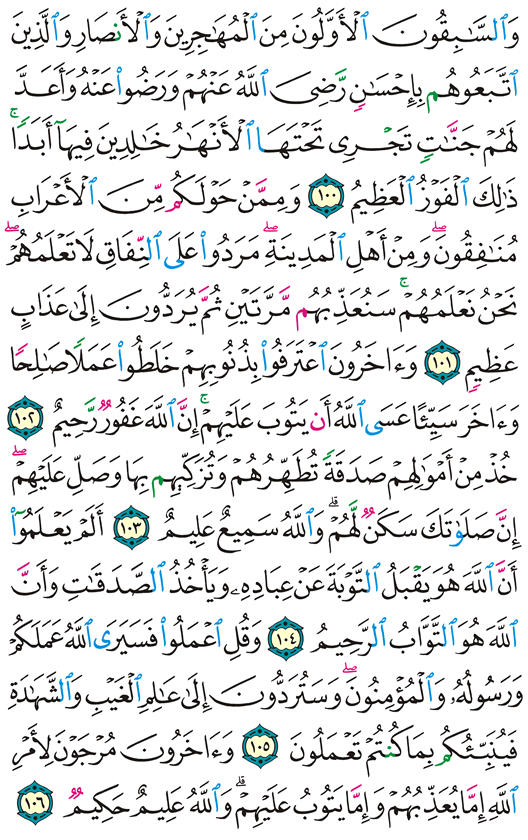 وَٱلسَّـٰبِقُونَ ٱلْأَوَّلُونَ مِنَ ٱلْمُهَـٰجِرِينَ وَٱلْأَنصَارِ وَٱلَّذِينَ
ٱتَّبَعُوهُم بِإِحْسَـٰنٍ رَّضِىَ ٱللَّهُ عَنْهُمْ وَرَضُوا۟ عَنْهُ وَأَعَدَّ
لَهُمْ جَنَّـٰتٍ تَجْرِى تَحْتَهَا ٱلْأَنْهَـٰرُ خَـٰلِدِينَ فِيهَآ أَبَدًا ۚ
ذَٰلِكَ ٱلْفَوْزُ ٱلْعَظِيمُ ١٠٠ وَمِمَّنْ حَوْلَكُم مِّنَ ٱلْأَعْرَابِ
مُنَـٰفِقُونَ ۖ وَمِنْ أَهْلِ ٱلْمَدِينَةِ ۖ مَرَدُوا۟ عَلَى ٱلنِّفَاقِ لَا تَعْلَمُهُمْ ۖ
نَحْنُ نَعْلَمُهُمْ ۚ سَنُعَذِّبُهُم مَّرَّتَيْنِ ثُمَّ يُرَدُّونَ إِلَىٰ عَذَابٍ
عَظِيمٍ ١٠١ وَءَاخَرُونَ ٱعْتَرَفُوا۟ بِذُنُوبِهِمْ خَلَطُوا۟ عَمَلًا صَـٰلِحًا
وَءَاخَرَ سَيِّئًا عَسَى ٱللَّهُ أَن يَتُوبَ عَلَيْهِمْ ۚ إِنَّ ٱللَّهَ غَفُورٌ رَّحِيمٌ ١٠٢
خُذْ مِنْ أَمْوَٰلِهِمْ صَدَقَةً تُطَهِّرُهُمْ وَتُزَكِّيهِم بِهَا وَصَلِّ عَلَيْهِمْ ۖ
إِنَّ صَلَوٰتَكَ سَكَنٌ لَّهُمْ ۗ وَٱللَّهُ سَمِيعٌ عَلِيمٌ ١٠٣ أَلَمْ يَعْلَمُوٓا۟
أَنَّ ٱللَّهَ هُوَ يَقْبَلُ ٱلتَّوْبَةَ عَنْ عِبَادِهِۦ وَيَأْخُذُ ٱلصَّدَقَـٰتِ وَأَنَّ
ٱللَّهَ هُوَ ٱلتَّوَّابُ ٱلرَّحِيمُ ١٠٤ وَقُلِ ٱعْمَلُوا۟ فَسَيَرَى ٱللَّهُ عَمَلَكُمْ
وَرَسُولُهُۥ وَٱلْمُؤْمِنُونَ ۖ وَسَتُرَدُّونَ إِلَىٰ عَـٰلِمِ ٱلْغَيْبِ وَٱلشَّهَـٰدَةِ
فَيُنَبِّئُكُم بِمَا كُنتُمْ تَعْمَلُونَ ١٠٥ وَءَاخَرُونَ مُرْجَوْنَ لِأَمْرِ
ٱللَّهِ إِمَّا يُعَذِّبُهُمْ وَإِمَّا يَتُوبُ عَلَيْهِمْ ۗ وَٱللَّهُ عَلِيمٌ حَكِيمٌ ١٠٦